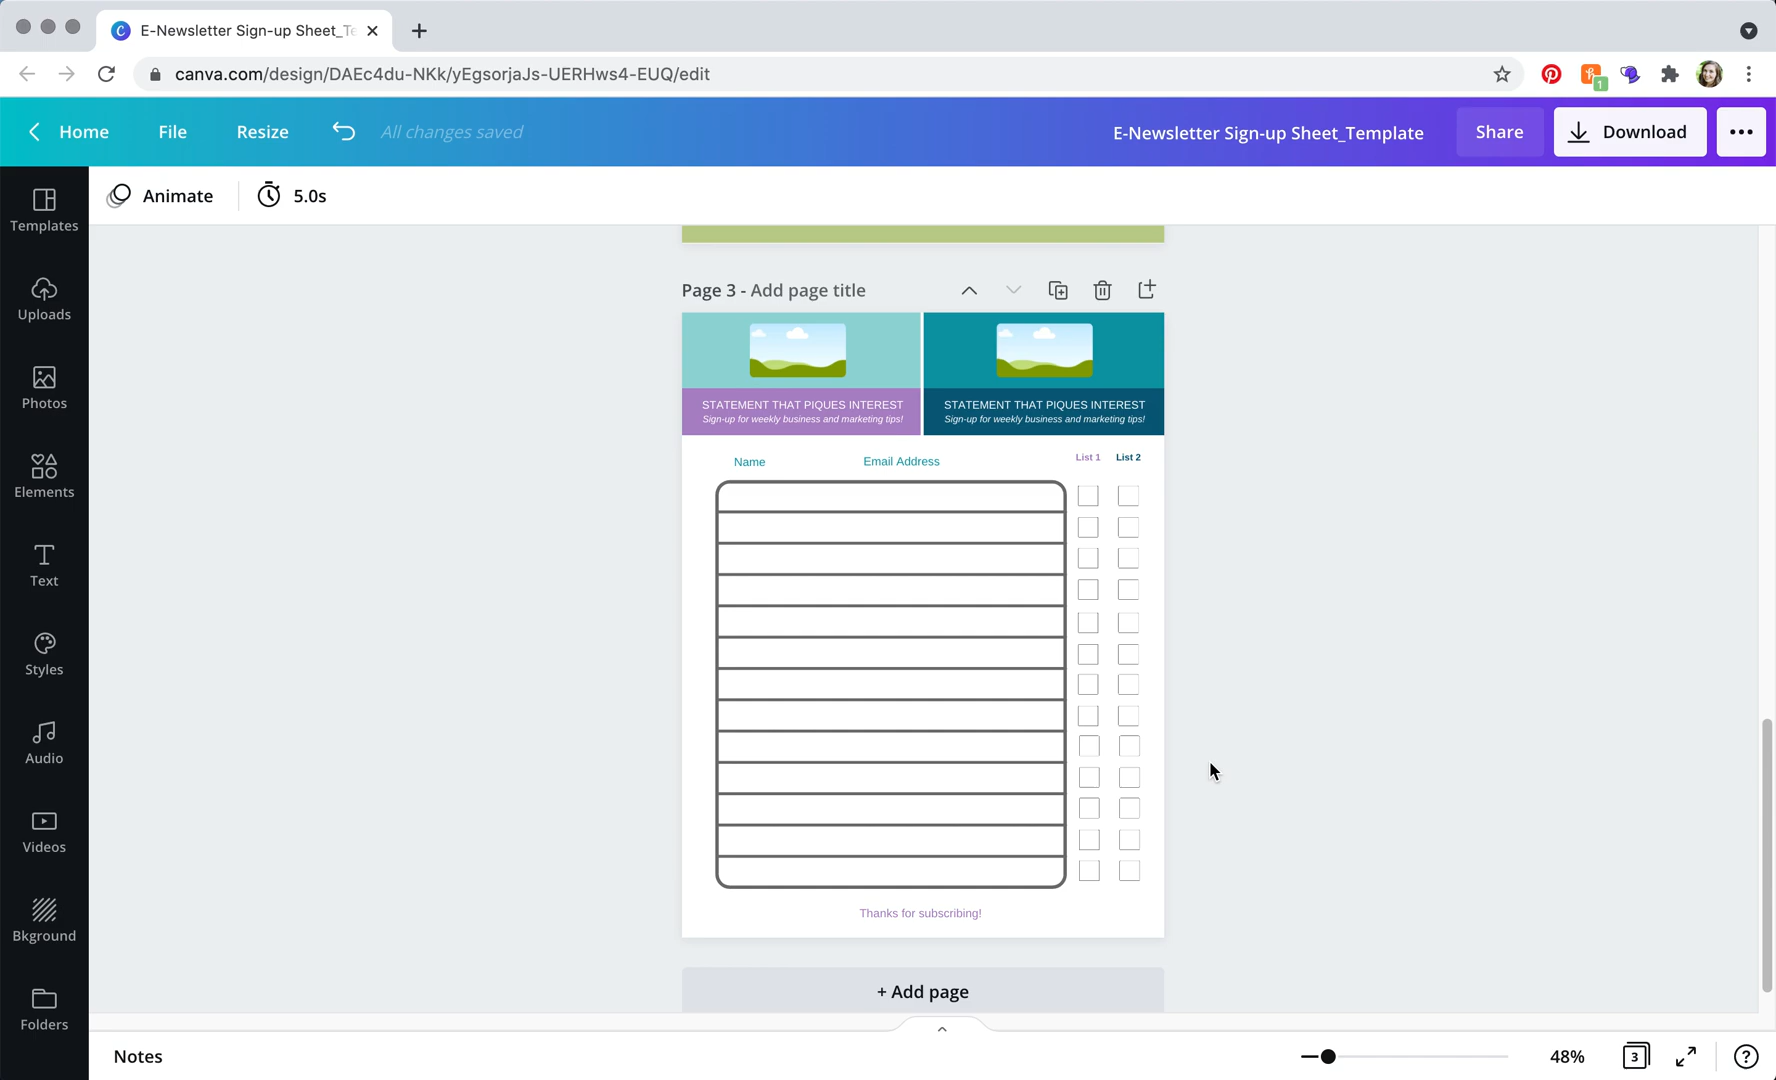 E-Newsletter Sign-up Sheet_Te
canva.com/design/DAEc4du-NKk/yEgsorjaJs-UERHws4-EUQ/edit
1
Home File Resize All changes saved E-Newsletter Sign-up Sheet_Template Share Download
Animate 5.0s
Templates
Uploads
Photos
Elements
Text
Styles
Audio
Videos
Bkground
Folders
Page 3 - Add page title
STATEMENT THAT PIQUES INTEREST
Sign-up for weekly business and marketing tips!
STATEMENT THAT PIQUES INTEREST
Sign-up for weekly business and marketing tips!
Name Email Address List 1 List 2
Thanks for subscribing!
+ Add page
Notes 48% 3 ?